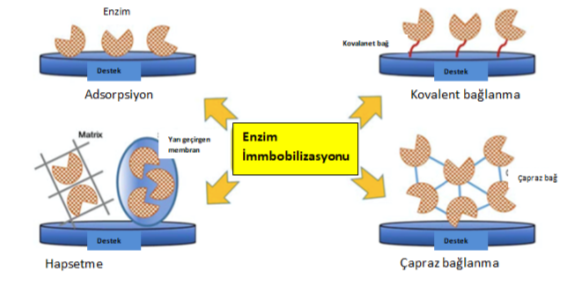 Enzim
Destek
Adsorpsiyon
Kovalanet bağ
Destek
Kovalent bağlanma
Enzim
İmmbobilizasyonu
Matrix
Yarı geçirgen
membran
Destek
Hapsetme
Çapraz bağ
Destek
Çapraz bağlanma